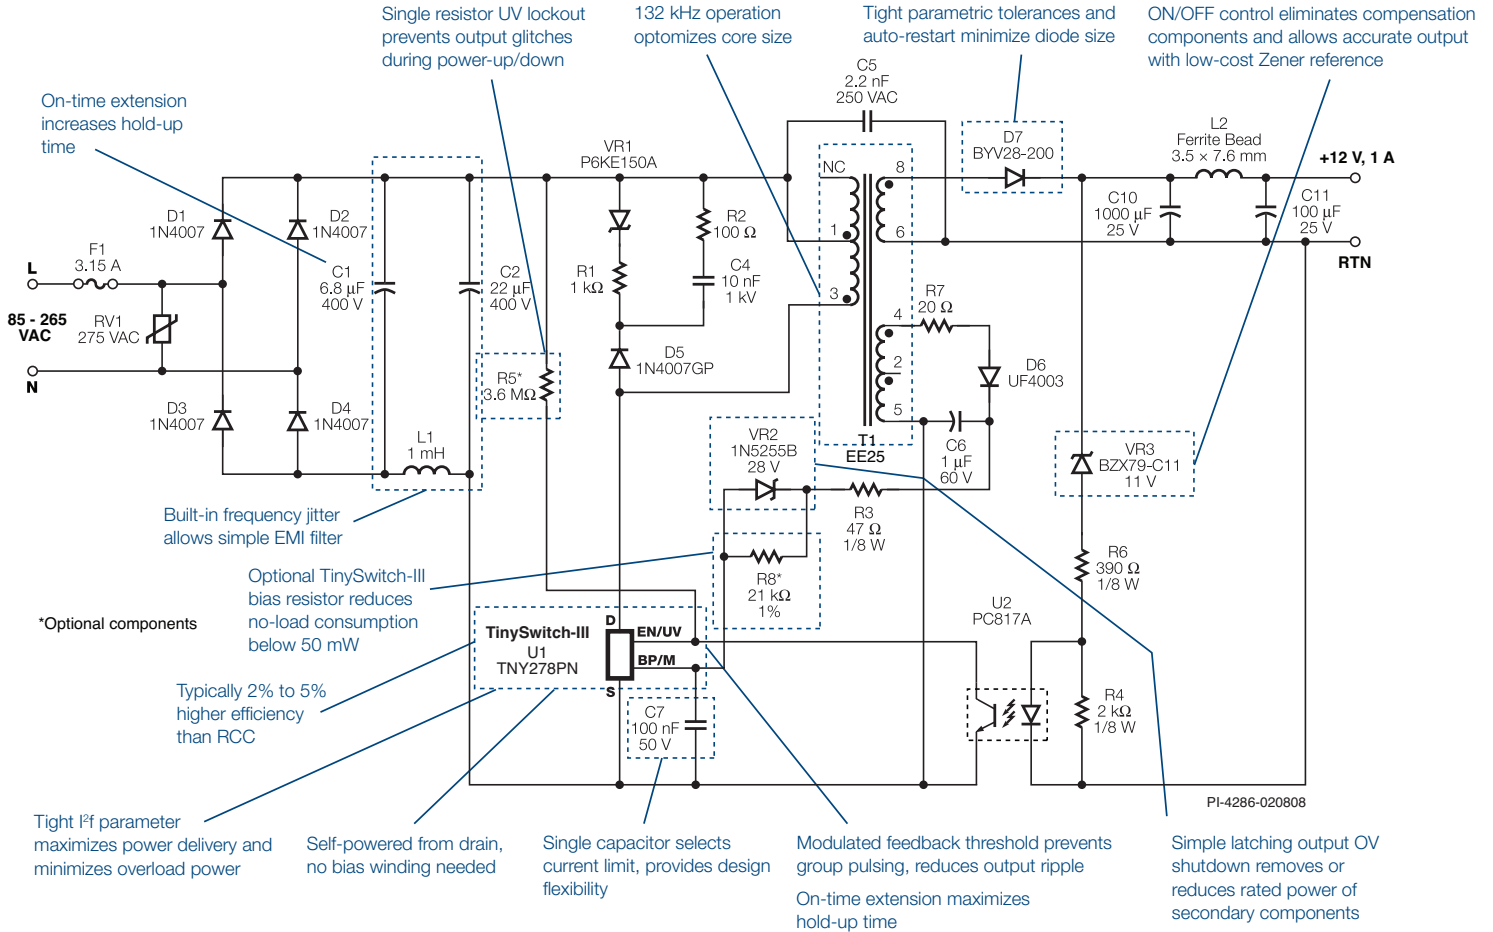 Single resistor UV lockout
prevents output glitches
during power-up/down
132 kHz operation
optomizes core size
Tight parametric tolerances and
auto-restart minimize diode size
ON/OFF control eliminates compensation
components and allows accurate output
with low-cost Zener reference
On-time extension
increases hold-up
time
C5
2.2 nF
250 VAC
VR1
P6KE150A
D7
BYV28-200
L2
Ferrite Bead
3.5 × 7.6 mm
+12 V, 1 A
NC
8
1
6
3
D1
1N4007
D2
1N4007
R2
100 Ω
C10
1000 µF
25 V
C11
100 µF
25 V
RTN
F1
3.15 A
L
85 - 265
VAC
N
RV1
275 VAC
C1
6.8 µF
400 V
C2
22 µF
400 V
R1
1 kΩ
C4
10 nF
1 kV
R7
20 Ω
4
2
5
D5
1N4007GP
D6
UF4003
R5*
3.6 MΩ
D3
1N4007
D4
1N4007
L1
1 mH
VR2
1N5255B
28 V
T1
EE25
C6
1 µF
60 V
VR3
BZX79-C11
11 V
Built-in frequency jitter
allows simple EMI filter
R3
47 Ω
1/8 W
R8*
21 kΩ
1%
R6
390 Ω
1/8 W
Optional TinySwitch-III
bias resistor reduces
no-load consumption
below 50 mW
*Optional components
U2
PC817A
TinySwitch-III
U1
TNY278PN
D
EN/UV
BP/M
S
Typically 2% to 5%
higher efficiency
than RCC
C7
100 nF
50 V
R4
2 kΩ
1/8 W
PI-4286-020808
Tight I²f parameter
maximizes power delivery and
minimizes overload power
Self-powered from drain,
no bias winding needed
Single capacitor selects
current limit, provides design
flexibility
Modulated feedback threshold prevents
group pulsing, reduces output ripple
On-time extension maximizes
hold-up time
Simple latching output OV
shutdown removes or
reduces rated power of
secondary components